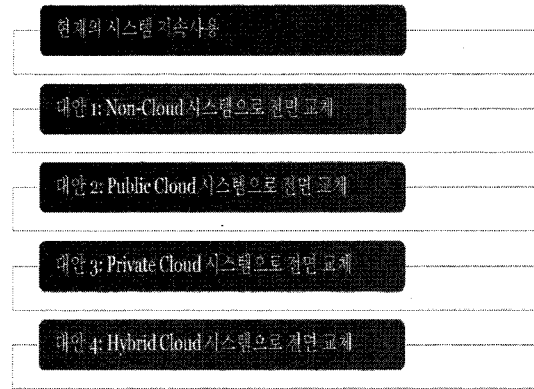 현재의 시스템 지속사용
대안 1: Non-Cloud 시스템으로 전면 교체
대안 2: Public Cloud 시스템으로 전면 교체
대안 3: Private Cloud 시스템으로 전면 교체
대안 4: Hybrid Cloud 시스템으로 전면 교체